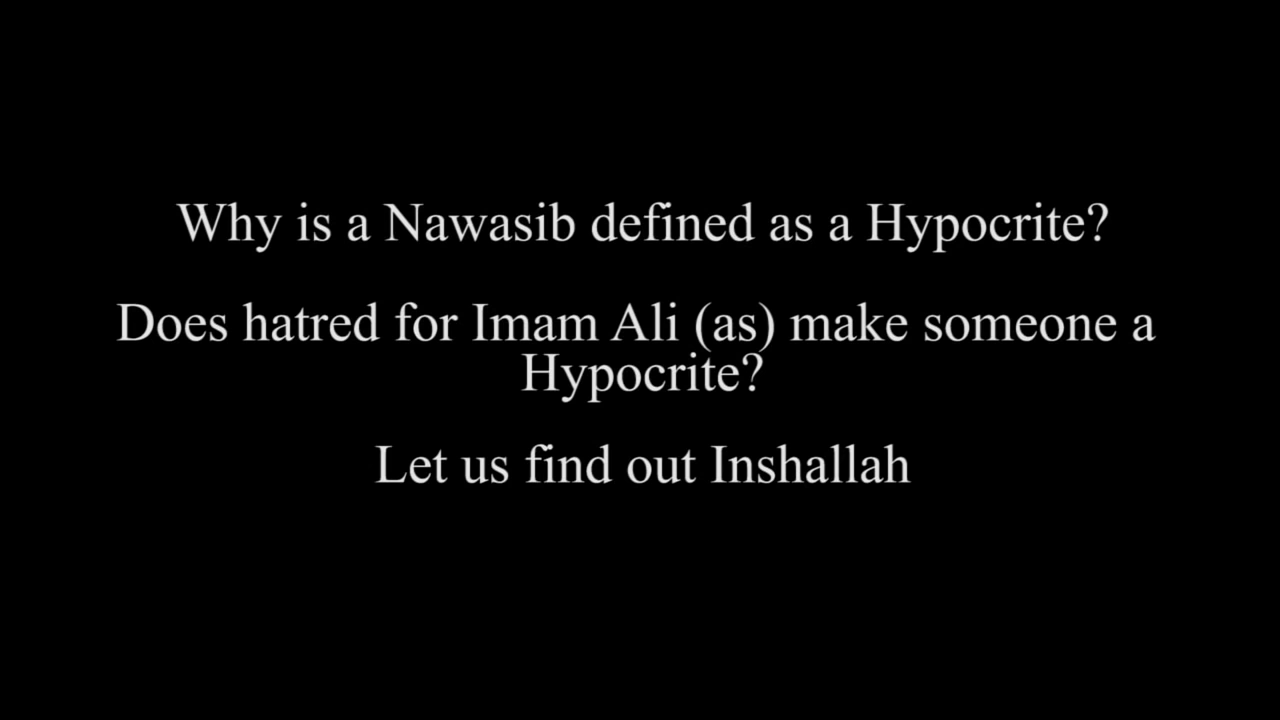 Why is a Nawasib defined as a Hypocrite?
Does hatred for Imam Ali (as) make someone a
Hypocrite?
Let us find out Inshallah